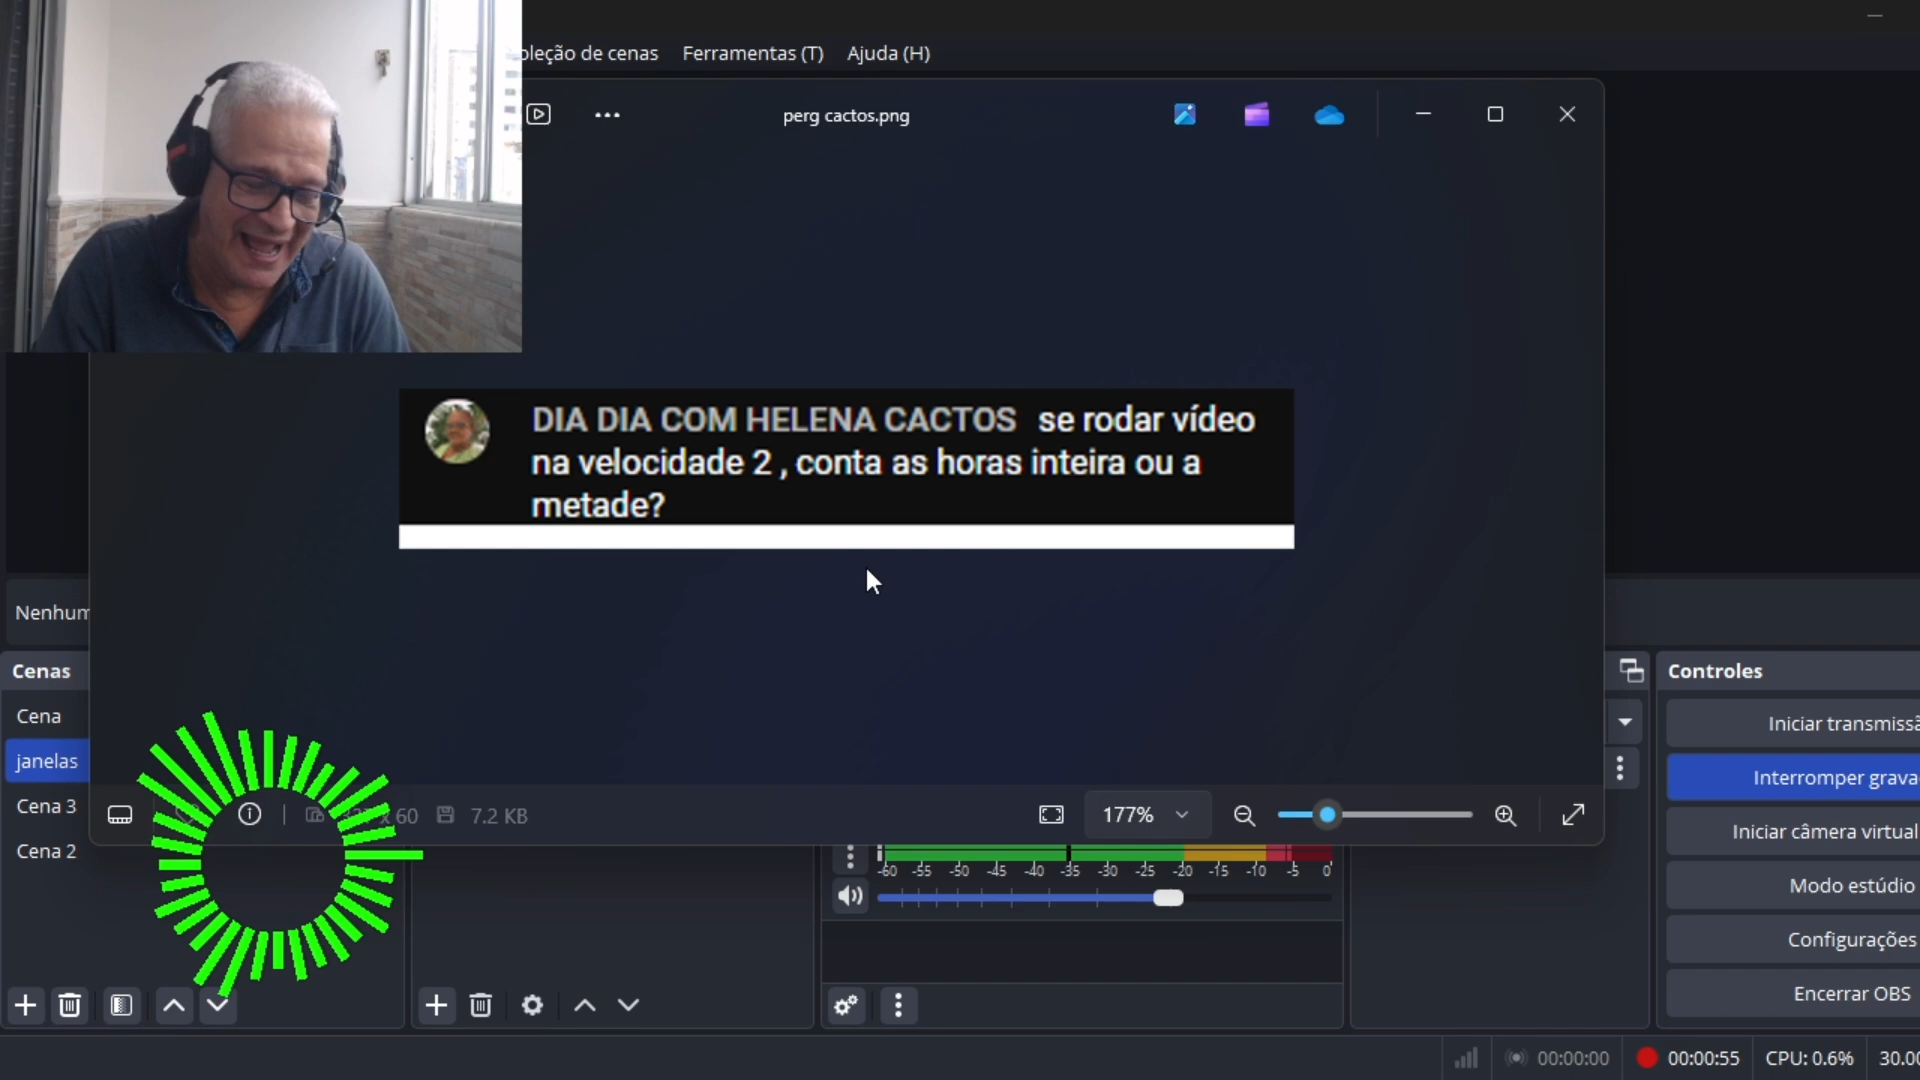 oleção de cenas Ferramentas (T) Ajuda (H)
perg cactos.png
DIA DIA COM HELENA CACTOS se rodar vídeo
na velocidade 2 , conta as horas inteira ou a
metade?
Nenhum
Cenas
Cena
janelas
Cena 3
Cena 2
x 60 7.2 KB
177%
-60 -55 -50 -45 -40 -35 -30 -25 -20 -15 -10 -5 0
Controles
Iniciar transmissã
Interromper grava
Iniciar câmera virtual
Modo estúdio
Configurações
Encerrar OBS
00:00:00 00:00:55 CPU: 0.6% 30.00